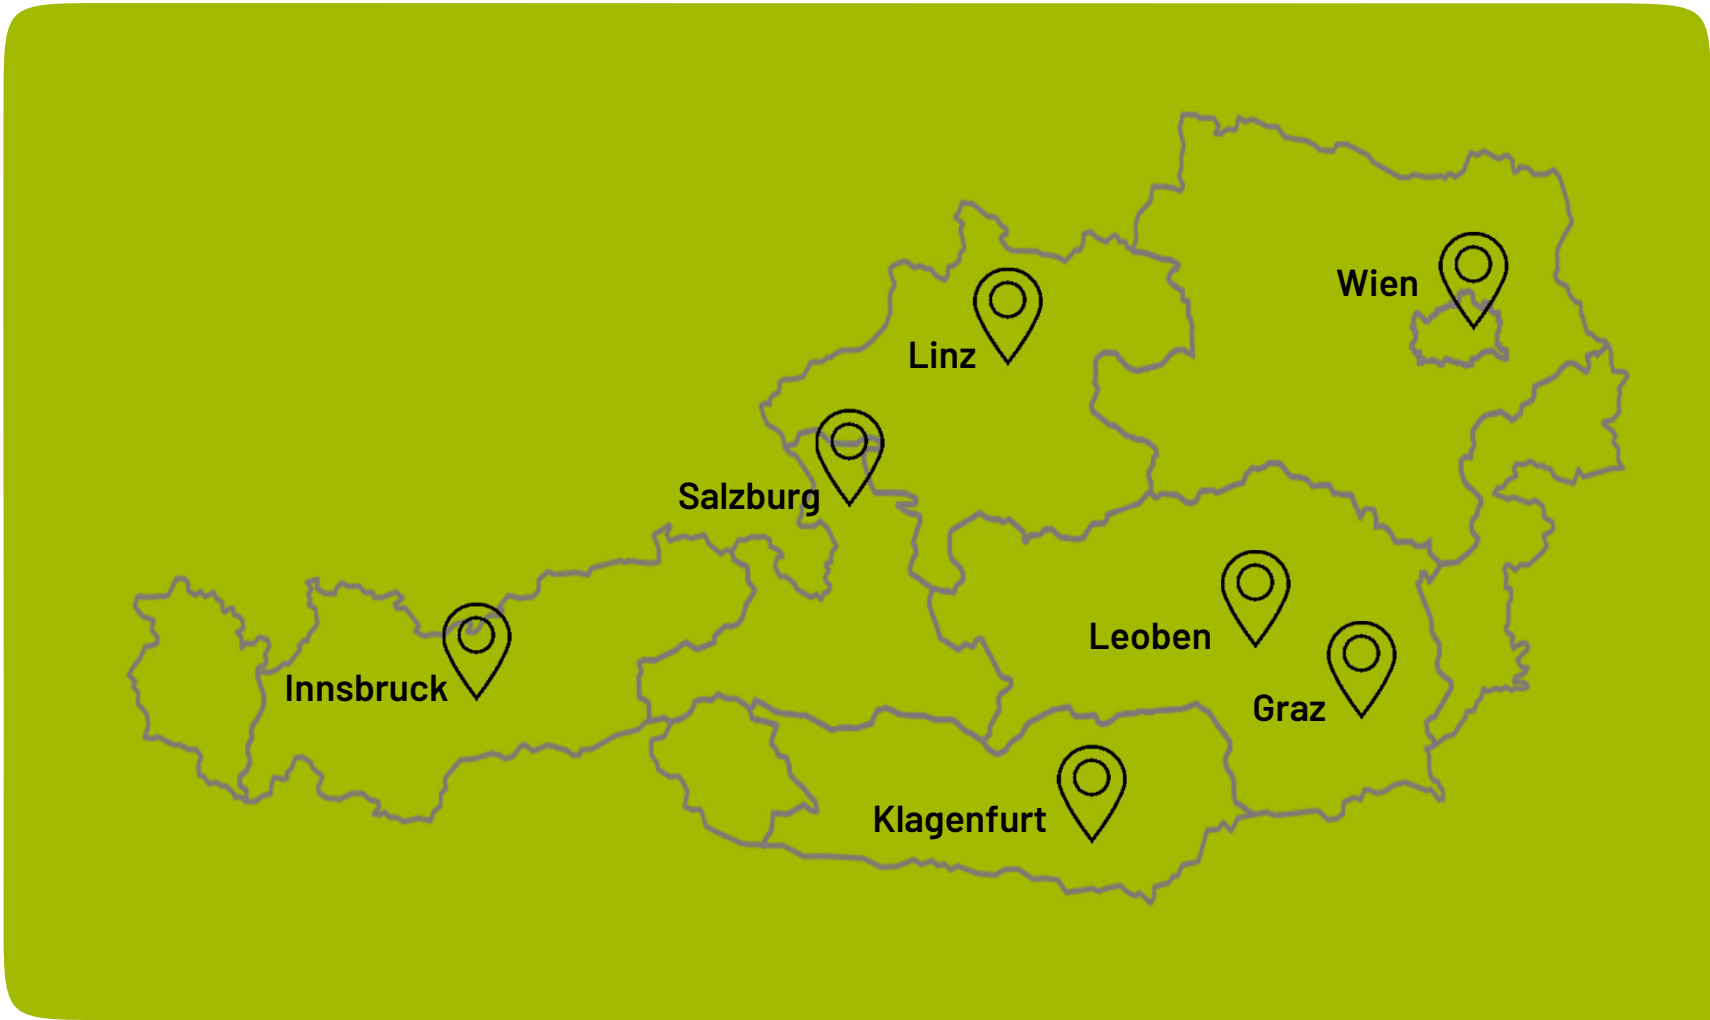 Wien
Linz
Salzburg
Leoben
Innsbruck
Graz
Klagenfurt